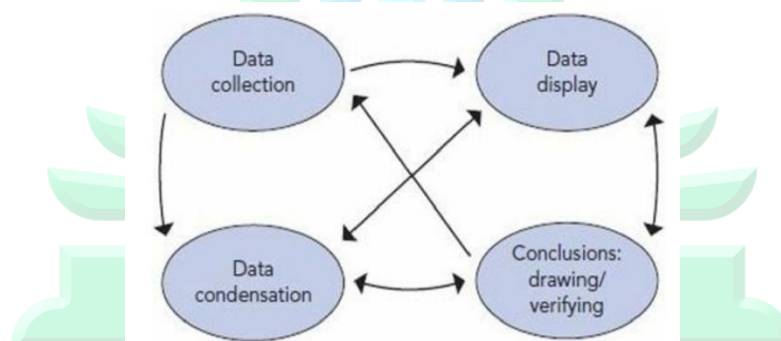 Data
collection
Data
display
Data
condensation
Conclusions:
drawing/
verifying